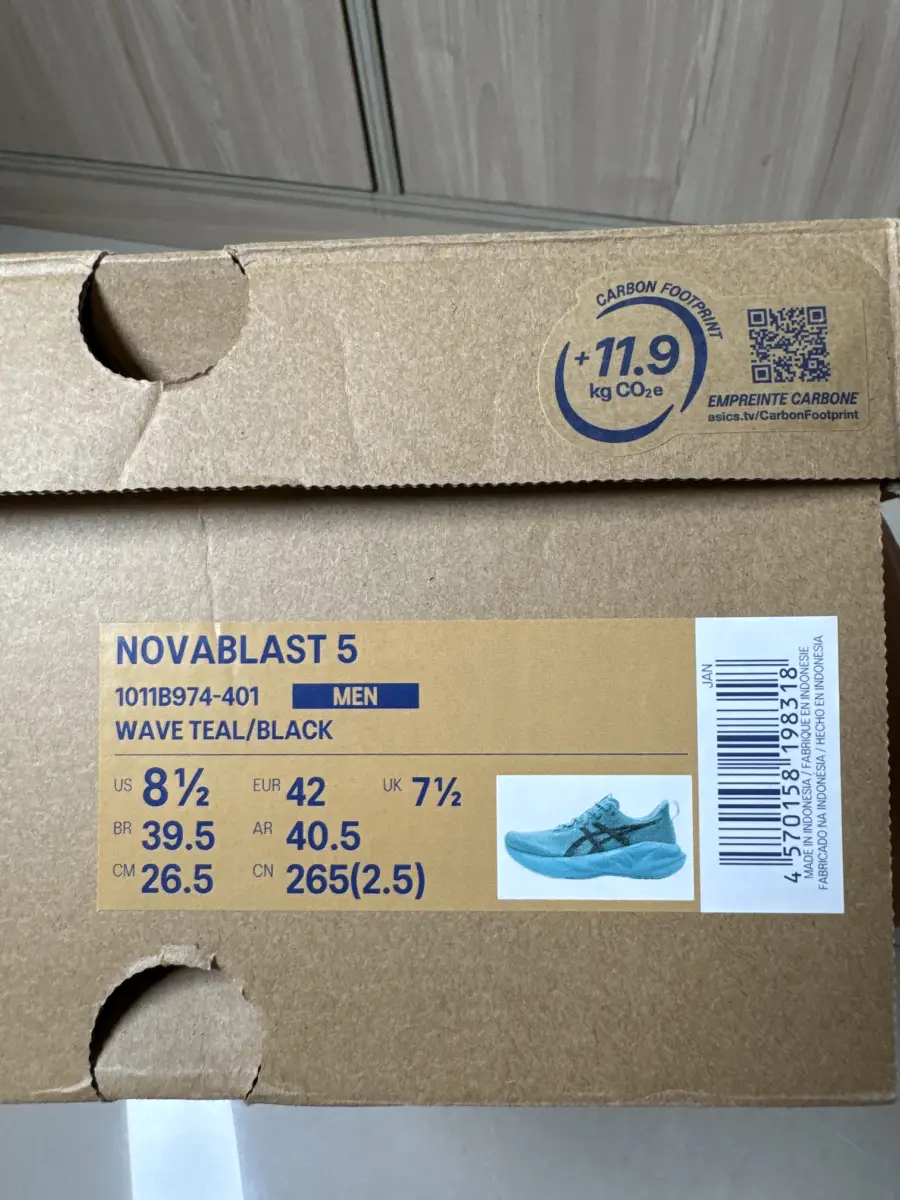 CARBON FOOTPRINT
+11.9
kg CO₂e
EMPREINTE CARBONE
asics.tv/CarbonFootprint
NOVABLAST 5
1011B974-401 MEN
WAVE TEAL/BLACK
US 8½ EUR 42 UK 7½
BR 39.5 AR 40.5
CM 26.5 CN 265(2.5)
JAN
4 570158 198318
MADE IN INDONESIA / FABRIQUE EN INDONESIE
FABRICADO NA INDONESIA / HECHO EN INDONESIA